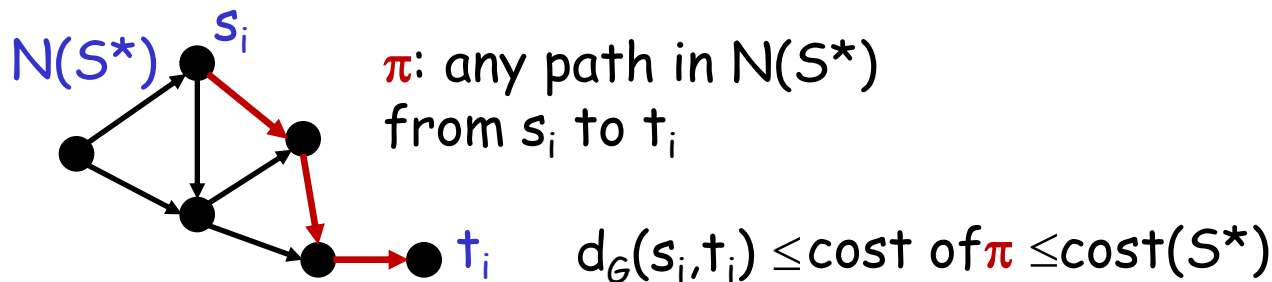 s_i
N(S*)
π: any path in N(S*)
from s_i to t_i
t_i
d_G(s_i,t_i) ≤cost of π ≤cost(S*)